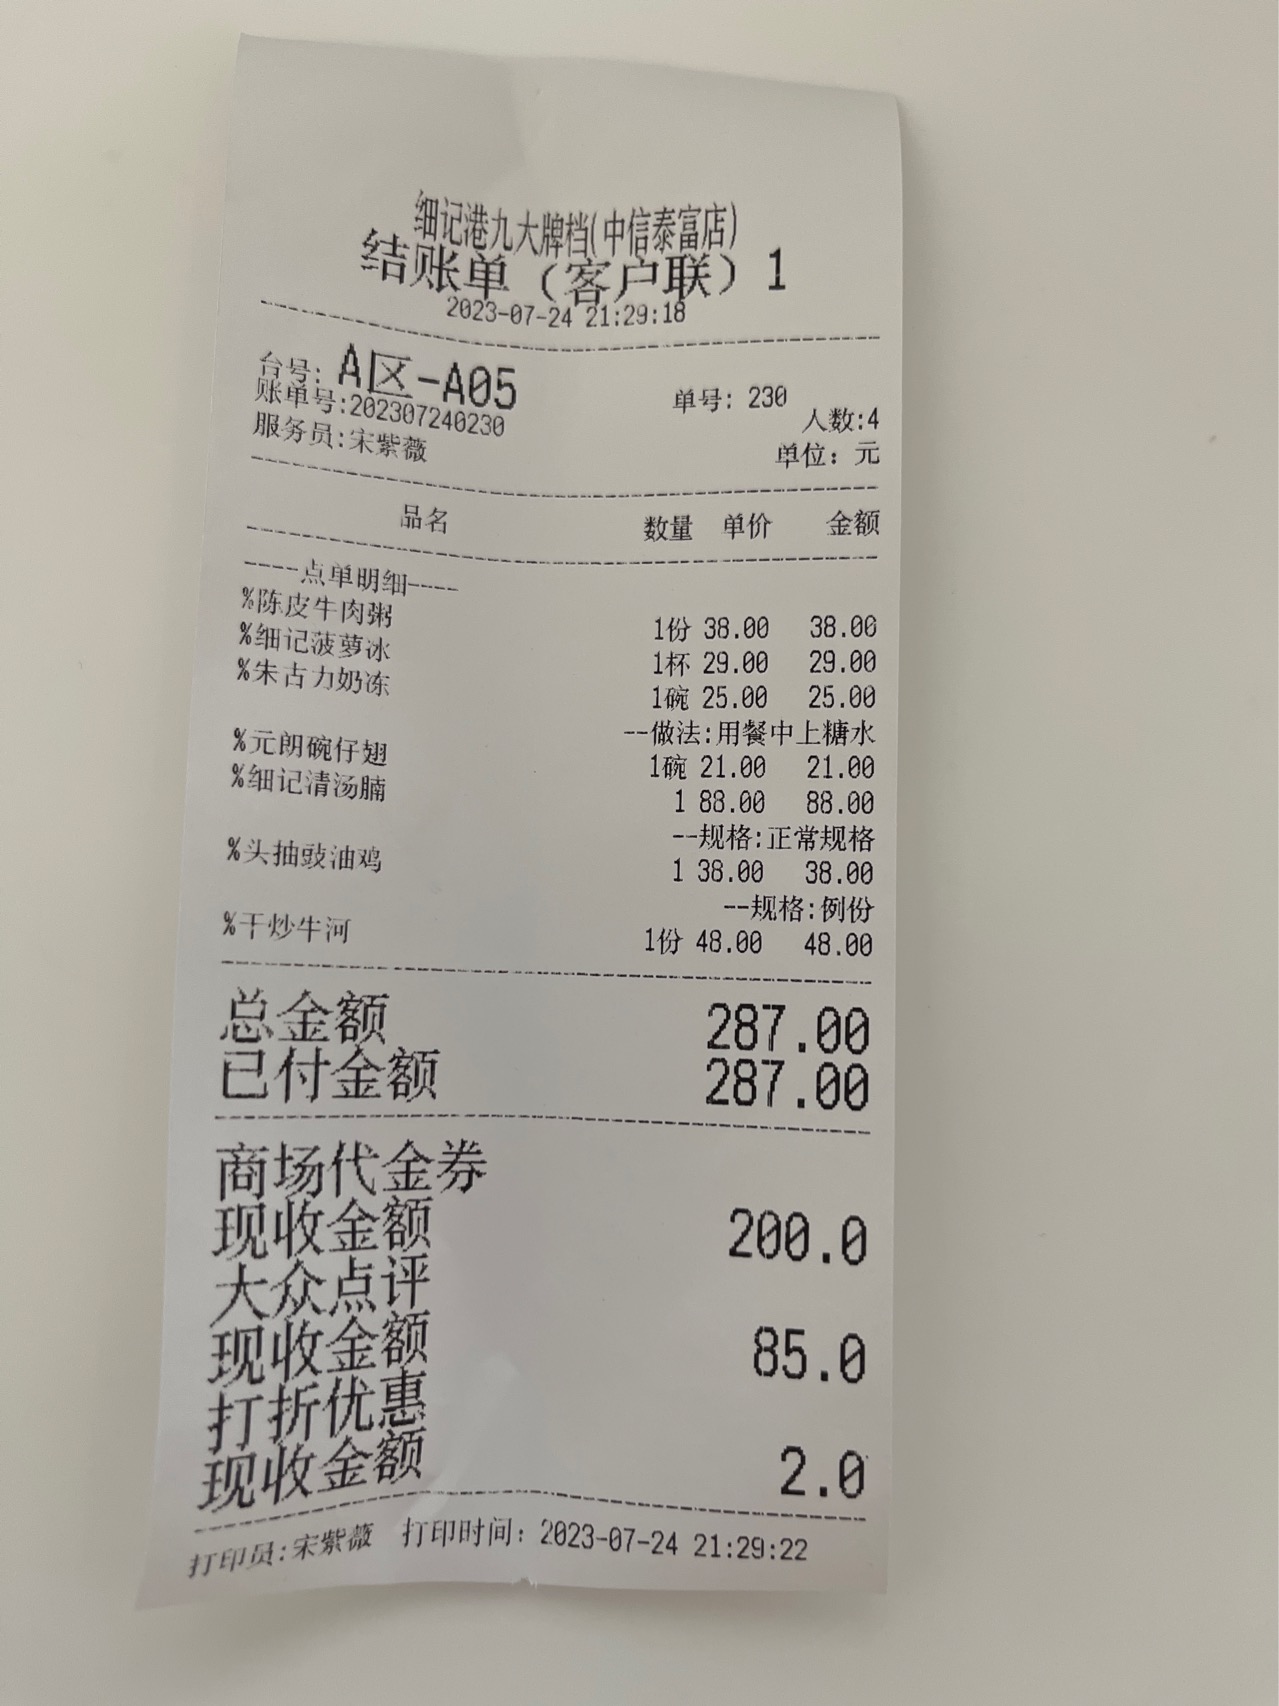 细记港九大牌档(中信泰富店)
结账单（客户联）1
2023-07-24 21:29:18
台号: A区-A05 单号: 230
账单号:202307240230 人数:4
服务员:宋紫薇 单位: 元
品名 数量 单价 金额
----点单明细----
%陈皮牛肉粥 1份 38.00 38.00
%细记菠萝冰 1杯 29.00 29.00
%朱古力奶冻 1碗 25.00 25.00
--做法:用餐中上糖水
%元朗碗仔翅 1碗 21.00 21.00
%细记清汤腩 1 88.00 88.00
--规格:正常规格
%头抽豉油鸡 1 38.00 38.00
--规格:例份
%干炒牛河 1份 48.00 48.00
总金额 287.00
已付金额 287.00
商场代金券
现收金额 200.0
大众点评
现收金额 85.0
打折优惠
现收金额 2.0
打印员:宋紫薇 打印时间: 2023-07-24 21:29:22